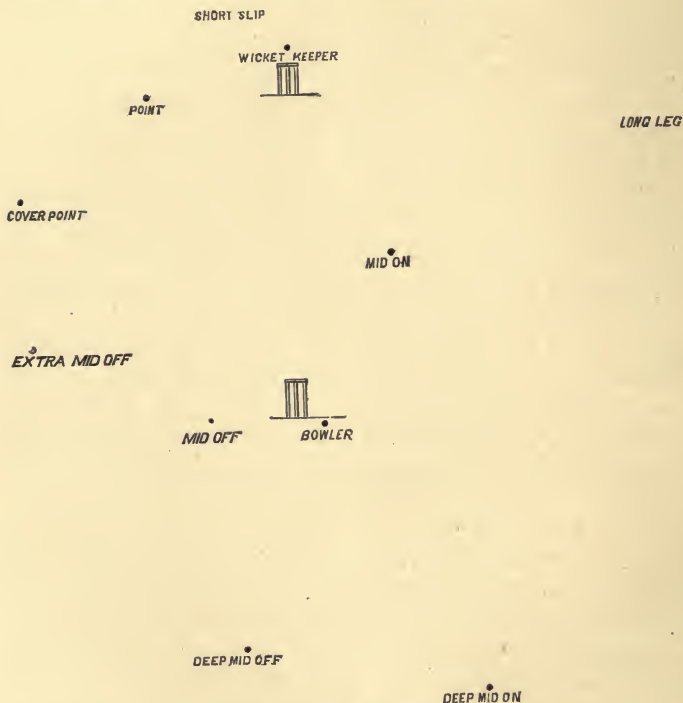 SHORT SLIP
WICKET KEEPER
POINT
LONG LEG
COVER POINT
MID ON
EXTRA MID OFF
MID OFF
BOWLER
DEEP MID OFF
DEEP MID ON